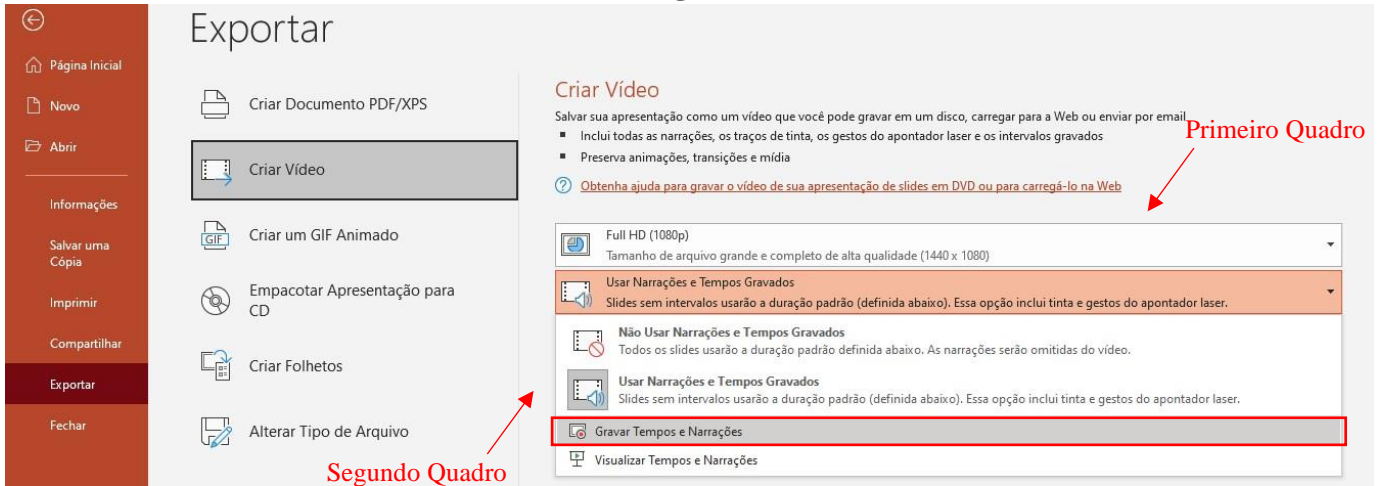 Exportar
Página Inicial
Novo
Abrir
Informações
Salvar uma
Cópia
Imprimir
Compartilhar
Exportar
Fechar
Criar Documento PDF/XPS
Criar Vídeo
GIF
Criar um GIF Animado
Empacotar Apresentação para
CD
Criar Folhetos
Alterar Tipo de Arquivo
Segundo Quadro
Criar Vídeo
Salvar sua apresentação como um vídeo que você pode gravar em um disco, carregar para a Web ou enviar por email
Inclui todas as narrações, os traços de tinta, os gestos do apontador laser e os intervalos gravados
Preserva animações, transições e mídia
Primeiro Quadro
? Obtenha ajuda para gravar o vídeo de sua apresentação de slides em DVD ou para carregá-lo na Web
Full HD (1080p)
Tamanho de arquivo grande e completo de alta qualidade (1440 x 1080)
Usar Narrações e Tempos Gravados
Slides sem intervalos usarão a duração padrão (definida abaixo). Essa opção inclui tinta e gestos do apontador laser.
Não Usar Narrações e Tempos Gravados
Todos os slides usarão a duração padrão definida abaixo. As narrações serão omitidas do vídeo.
Usar Narrações e Tempos Gravados
Slides sem intervalos usarão a duração padrão (definida abaixo). Essa opção inclui tinta e gestos do apontador laser.
Gravar Tempos e Narrações
Visualizar Tempos e Narrações